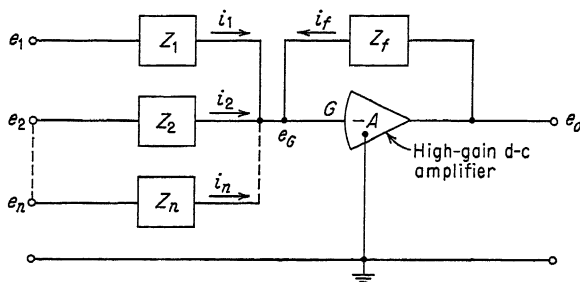 e1
Z1
i1
if
Zf
e2
Z2
i2
eG
G
-A
eo
High-gain d-c
amplifier
en
Zn
in